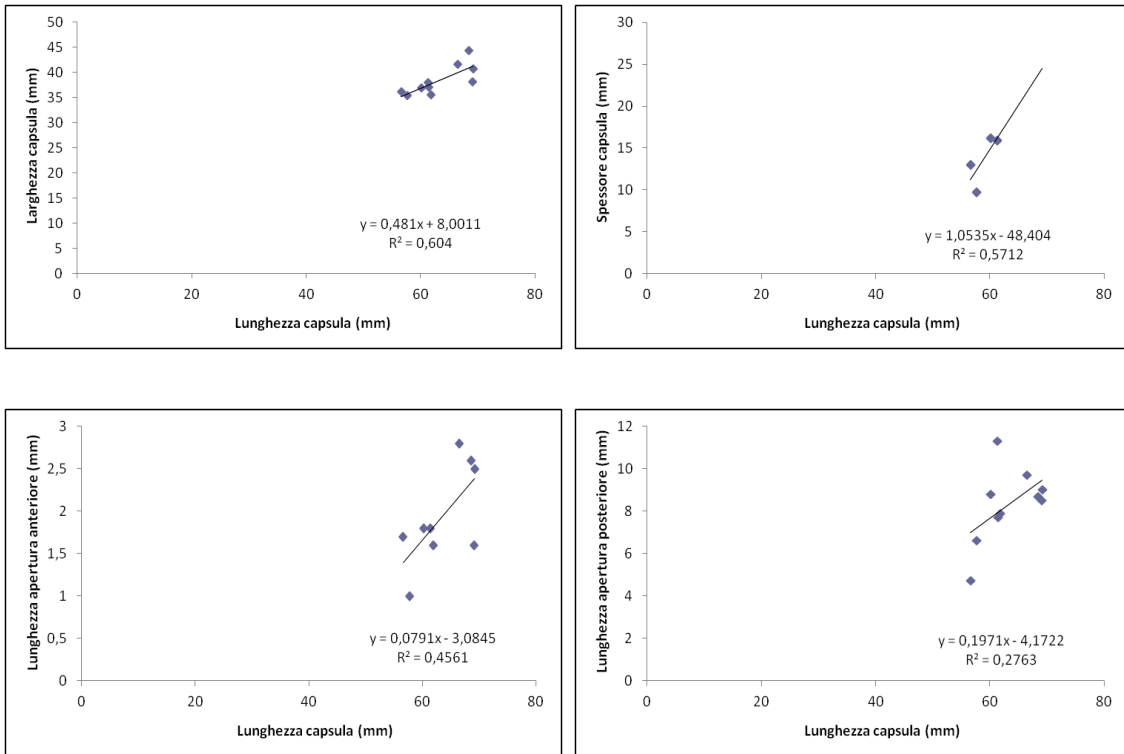 50
45
40
35
30
25
20
15
10
5
0
Larghezza capsula (mm)
y = 0,481x + 8,0011
R² = 0,604
0 20 40 60 80
Lunghezza capsula (mm)
30
25
20
15
10
5
0
Spessore capsula (mm)
y = 1,0535x - 48,404
R² = 0,5712
0 20 40 60 80
Lunghezza capsula (mm)
3
2,5
2
1,5
1
0,5
0
Lunghezza apertura anteriore (mm)
y = 0,0791x - 3,0845
R² = 0,4561
0 20 40 60 80
Lunghezza capsula (mm)
12
10
8
6
4
2
0
Lunghezza apertura posteriore (mm)
y = 0,1971x - 4,1722
R² = 0,2763
0 20 40 60 80
Lunghezza capsula (mm)